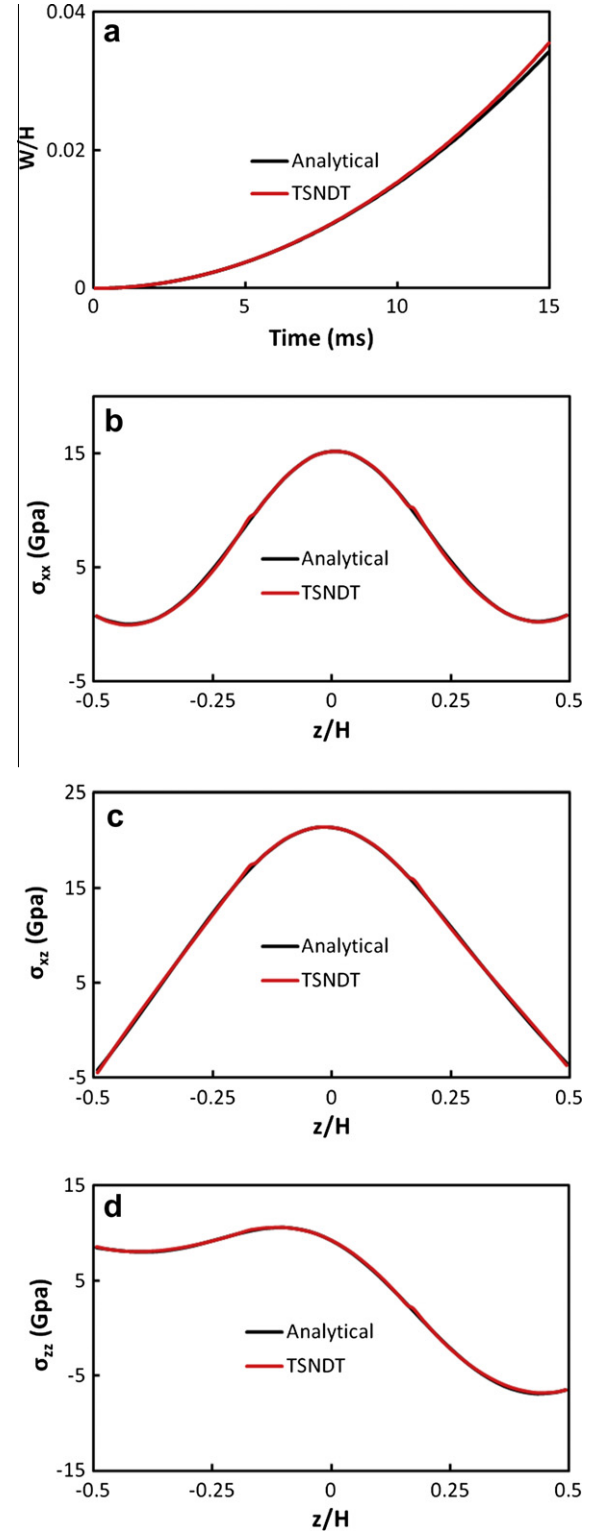 a
0.04
0.02
0
W/H
Analytical
TSNDT
0
5
10
15
Time (ms)
b
15
5
-5
σxx (Gpa)
Analytical
TSNDT
-0.5
-0.25
0
0.25
0.5
z/H
c
25
15
5
-5
σxz (Gpa)
Analytical
TSNDT
-0.5
-0.25
0
0.25
0.5
z/H
d
15
5
-5
-15
σzz (Gpa)
Analytical
TSNDT
-0.5
-0.25
0
0.25
0.5
z/H